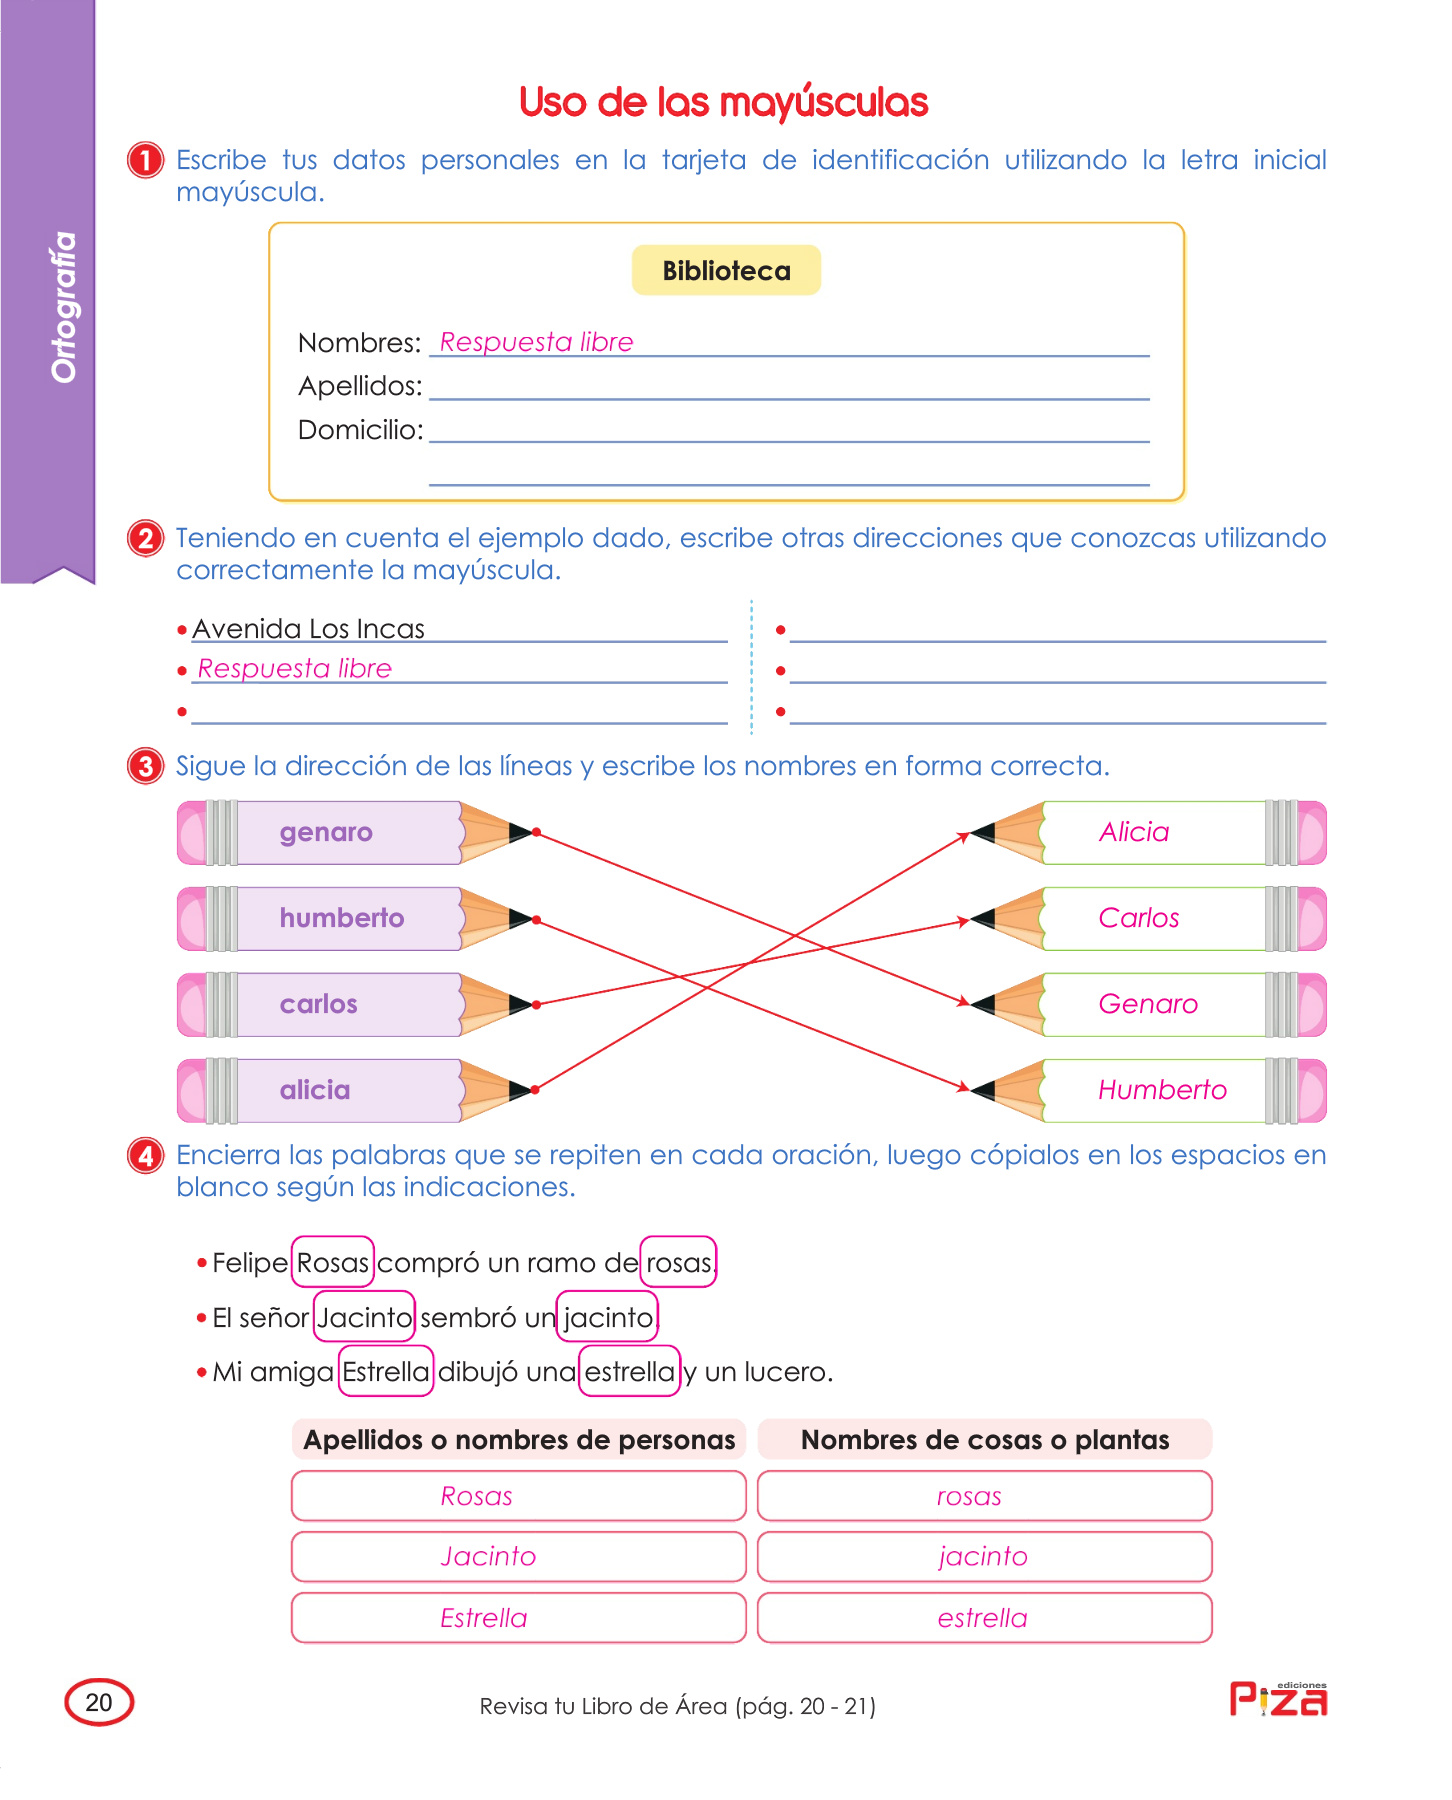 Ortografía
Uso de las mayúsculas
1 Escribe tus datos personales en la tarjeta de identificación utilizando la letra inicial
mayúscula.
Biblioteca
Nombres: Respuesta libre
Apellidos:
Domicilio:
2 Teniendo en cuenta el ejemplo dado, escribe otras direcciones que conozcas utilizando
correctamente la mayúscula.
• Avenida Los Incas •
• Respuesta libre •
• •
3 Sigue la dirección de las líneas y escribe los nombres en forma correcta.
genaro Alicia
humberto Carlos
carlos Genaro
alicia Humberto
4 Encierra las palabras que se repiten en cada oración, luego cópialos en los espacios en
blanco según las indicaciones.
• Felipe Rosas compró un ramo de rosas.
• El señor Jacinto sembró un jacinto.
• Mi amiga Estrella dibujó una estrella y un lucero.
Apellidos o nombres de personas Nombres de cosas o plantas
Rosas rosas
Jacinto jacinto
Estrella estrella
20 Revisa tu Libro de Área (pág. 20 - 21) ediciones Piza